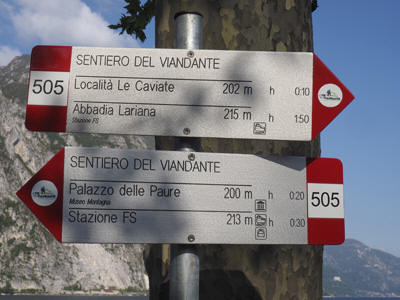 505
SENTIERO DEL VIANDANTE
Località Le Caviate 202 m h 0:10
Abbadia Lariana 215 m h 1:50
Stazione FS
SENTIERO DEL VIANDANTE
Palazzo delle Paure 200 m h 0:20
Museo Montagna
Stazione FS 213 m h 0:30
505